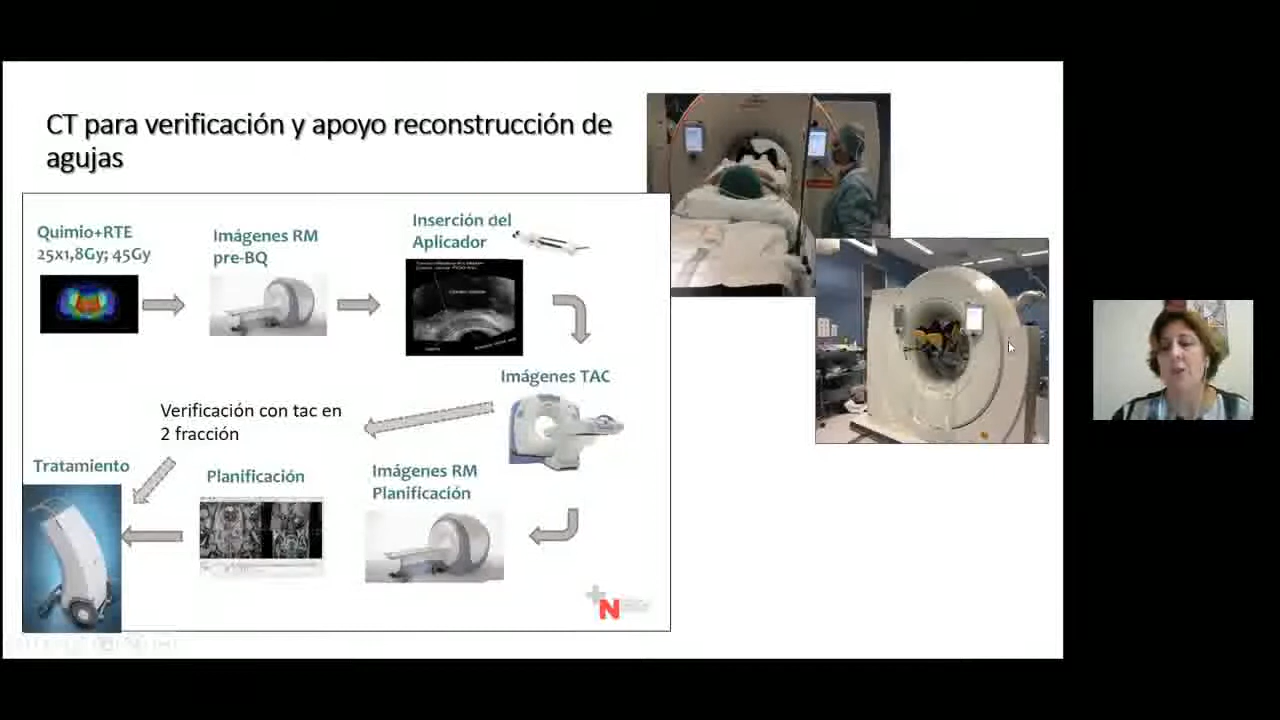 CT para verificación y apoyo reconstrucción de
agujas
Quimio+RTE
25x1,8Gy; 45Gy
Imágenes RM
pre-BQ
Inserción del
Aplicador
Imágenes TAC
Verificación con tac en
2 fracción
Tratamiento
Planificación
Imágenes RM
Planificación
N